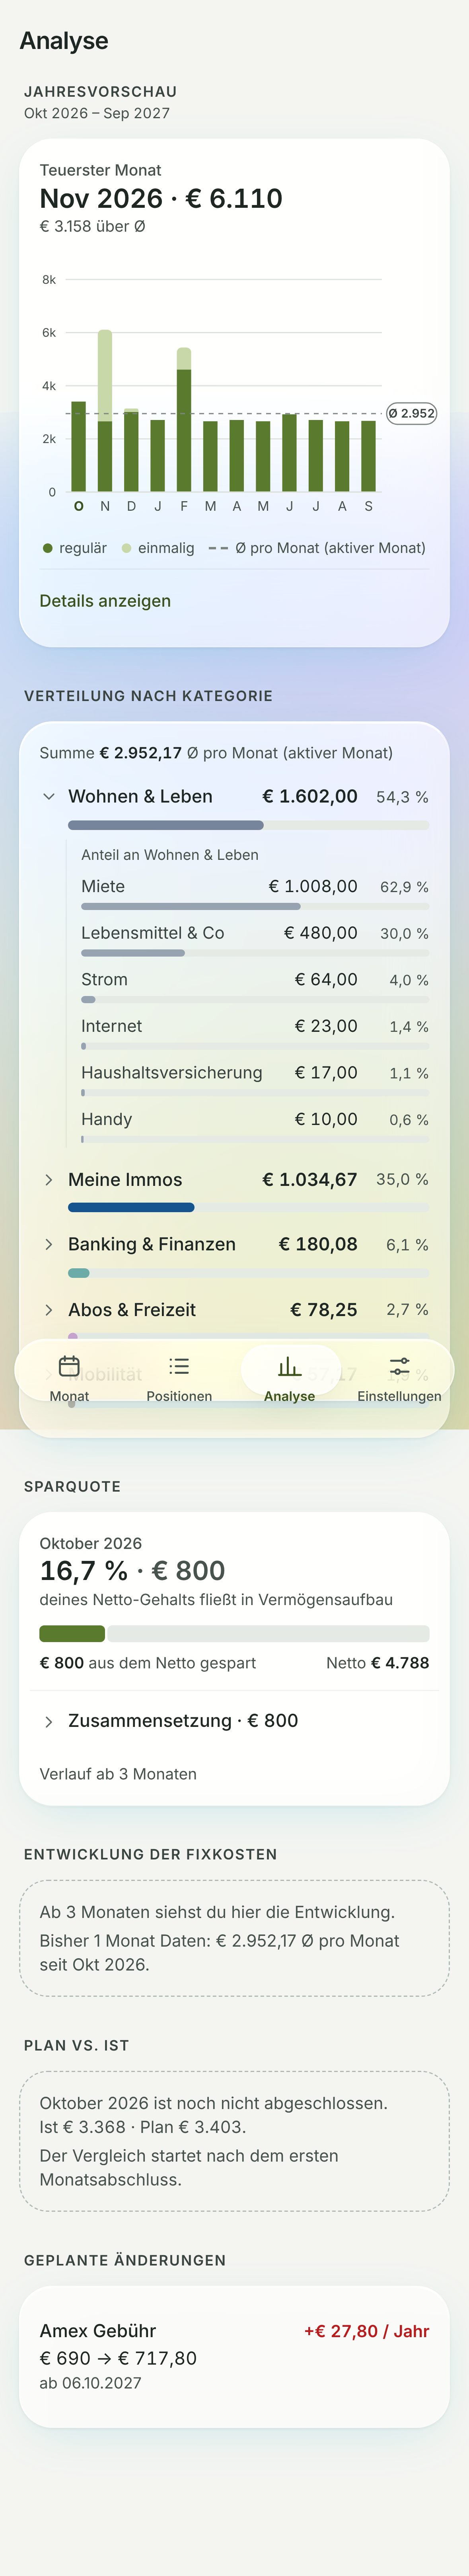 Analyse
JAHRESVORSCHAU
Okt 2026 – Sep 2027
Teuerster Monat
Nov 2026 · € 6.110
€ 3.158 über Ø
8k
6k
4k
Ø 2.952
2k
0
O N D J F M A M J J A S
regulär einmalig Ø pro Monat (aktiver Monat)
Details anzeigen
VERTEILUNG NACH KATEGORIE
Summe € 2.952,17 Ø pro Monat (aktiver Monat)
Wohnen & Leben € 1.602,00 54,3 %
Anteil an Wohnen & Leben
Miete € 1.008,00 62,9 %
Lebensmittel & Co € 480,00 30,0 %
Strom € 64,00 4,0 %
Internet € 23,00 1,4 %
Haushaltsversicherung € 17,00 1,1 %
Handy € 10,00 0,6 %
Meine Immos € 1.034,67 35,0 %
Banking & Finanzen € 180,08 6,1 %
Abos & Freizeit € 78,25 2,7 %
Mobilität 57,17 1,9 %
Monat Positionen Analyse Einstellungen
SPARQUOTE
Oktober 2026
16,7 % · € 800
deines Netto-Gehalts fließt in Vermögensaufbau
€ 800 aus dem Netto gespart Netto € 4.788
Zusammensetzung · € 800
Verlauf ab 3 Monaten
ENTWICKLUNG DER FIXKOSTEN
Ab 3 Monaten siehst du hier die Entwicklung.
Bisher 1 Monat Daten: € 2.952,17 Ø pro Monat
seit Okt 2026.
PLAN VS. IST
Oktober 2026 ist noch nicht abgeschlossen.
Ist € 3.368 · Plan € 3.403.
Der Vergleich startet nach dem ersten
Monatsabschluss.
GEPLANTE ÄNDERUNGEN
Amex Gebühr +€ 27,80 / Jahr
€ 690 → € 717,80
ab 06.10.2027